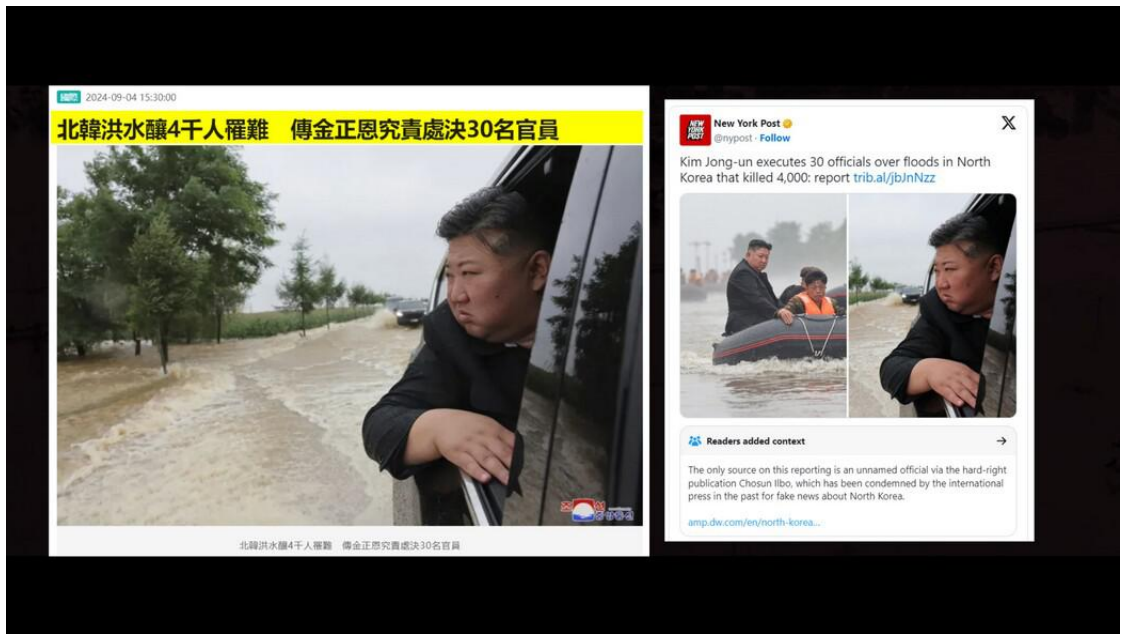 2024-09-04 15:30:00
北韓洪水釀4千人罹難　傳金正恩究責處決30名官員
北韓洪水釀4千人罹難　傳金正恩究責處決30名官員
NEW
YORK
POST
New York Post
@nypost · Follow
X
Kim Jong-un executes 30 officials over floods in North
Korea that killed 4,000: report trib.al/jbJnNzz
Readers added context
The only source on this reporting is an unnamed official via the hard-right
publication Chosun Ilbo, which has been condemned by the international
press in the past for fake news about North Korea.
amp.dw.com/en/north-korea...